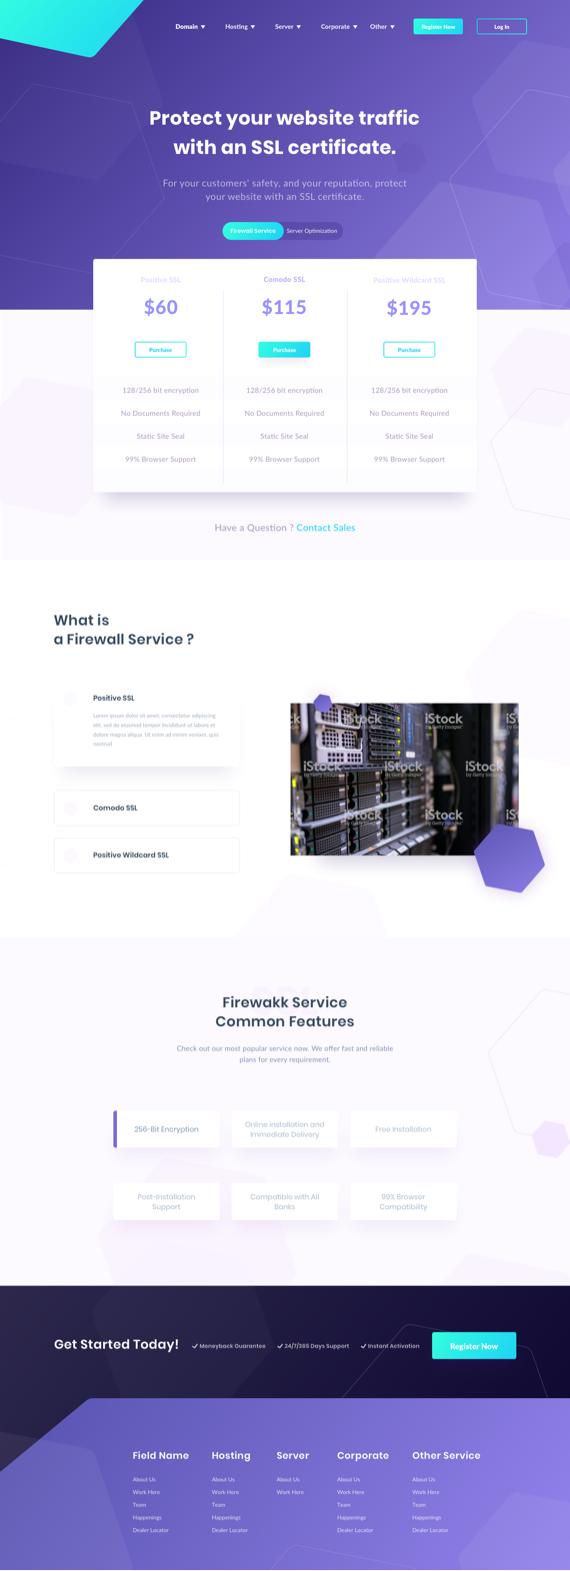 Domain ▼ Hosting ▼ Server ▼ Corporate ▼ Other ▼ Register Now Log In
Protect your website traffic
with an SSL certificate.
For your customers' safety, and your reputation, protect
your website with an SSL certificate.
Firewall Service Server Optimization
Positive SSL Comodo SSL Positive Wildcard SSL
$60 $115 $195
Purchase Purchase Purchase
128/256 bit encryption 128/256 bit encryption 128/256 bit encryption
No Documents Required No Documents Required No Documents Required
Static Site Seal Static Site Seal Static Site Seal
99% Browser Support 99% Browser Support 99% Browser Support
Have a Question ? Contact Sales
What is
a Firewall Service ?
Positive SSL
Lorem ipsum dolor sit amet, consectetur adipiscing
elit, sed do eiusmod tempor incididunt ut labore et
dolore magna aliqua. Ut enim ad minim veniam, quis
nostrud
Comodo SSL
Positive Wildcard SSL
iStock
by Getty Images
iStock
by Getty Images
iStock
by Getty Images
iStock
by Getty Images
iStock
by Getty Images
Firewakk Service
Common Features
Check out our most popular service now. We offer fast and reliable
plans for every requirement.
256-Bit Encryption
Online installation and
Immediate Delivery
Free Installation
Post-Installation
Support
Compatible with All
Banks
99% Browser
Compatibility
Get Started Today! Moneyback Guarantee 24/7/365 Days Support Instant Activation Register Now
Field Name Hosting Server Corporate Other Service
About Us About Us About Us About Us About Us
Work Here Work Here Work Here Work Here Work Here
Team Team Team Team
Happenings Happenings Happenings Happenings
Dealer Locator Dealer Locator Dealer Locator Dealer Locator